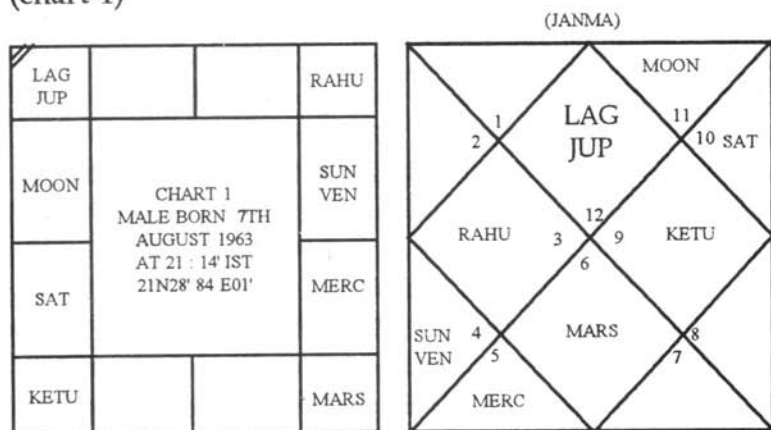 (chart 1)
(JANMA)
LAG
JUP
RAHU
MOON
CHART 1
MALE BORN 7TH
AUGUST 1963
AT 21 : 14' IST
21N28' 84 E01'
SUN
VEN
SAT
MERC
KETU
MARS
MOON
LAG
JUP
1
2
11
10 SAT
12
RAHU
3
9
KETU
6
SUN
VEN
4
5
MARS
8
7
MERC